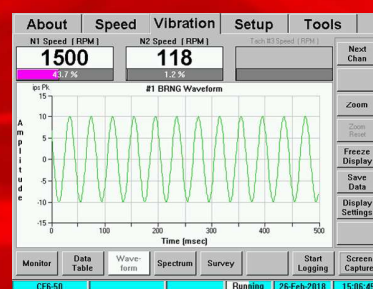 About Speed Vibration Setup Tools
N1 Speed [ RPM ] N2 Speed [ RPM ] Tach #3 Speed [ RPM ]
1500 118
43.7 % 1.2 %
Next Chan
ips Pk #1 BRNG Waveform
Amplitude
15
10
5
0
-5
-10
-15
0 100 200 300 400 500
Time [msec]
Zoom
Zoom Reset
Freeze Display
Save Data
Display Settings
Monitor Data Table Wave-form Spectrum Survey Start Logging Screen Capture
CF6-50 Running 26-Feb-2018 15:06:49